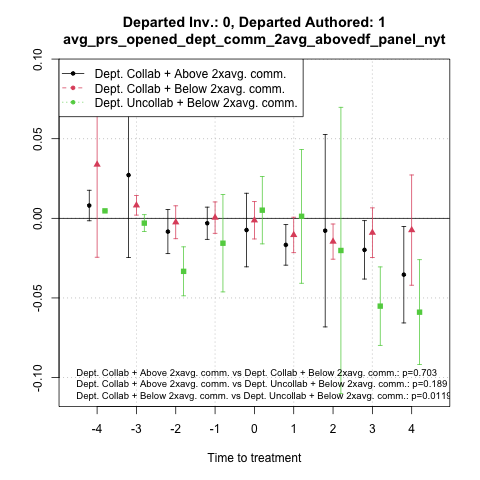 Departed Inv.: 0, Departed Authored: 1
avg_prs_opened_dept_comm_2avg_abovedf_panel_nyt
Dept. Collab + Above 2xavg. comm.
Dept. Collab + Below 2xavg. comm.
Dept. Uncollab + Below 2xavg. comm.
0.10
0.05
0.00
-0.05
-0.10
Dept. Collab + Above 2xavg. comm. vs Dept. Collab + Below 2xavg. comm.: p=0.703
Dept. Collab + Above 2xavg. comm. vs Dept. Uncollab + Below 2xavg. comm.: p=0.189
Dept. Collab + Below 2xavg. comm. vs Dept. Uncollab + Below 2xavg. comm.: p=0.0119
-4 -3 -2 -1 0 1 2 3 4
Time to treatment